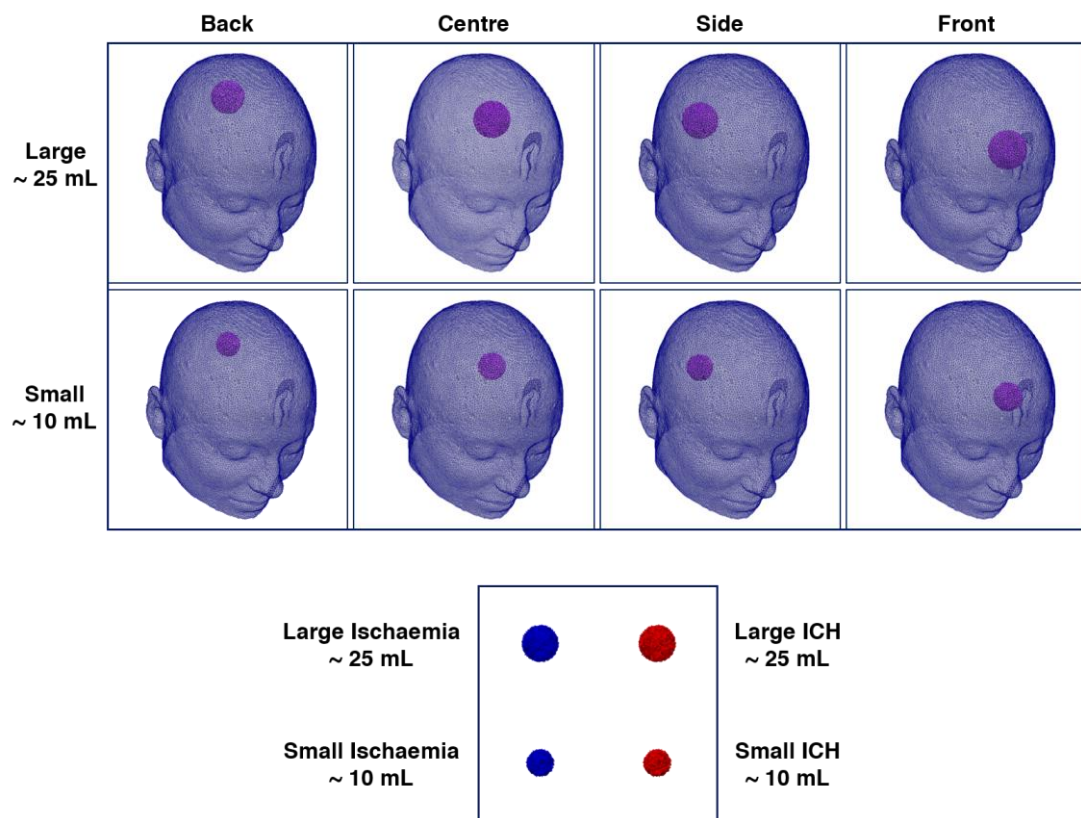 Back Centre Side Front
Large
~ 25 mL
Small
~ 10 mL
Large Ischaemia
~ 25 mL
Large ICH
~ 25 mL
Small Ischaemia
~ 10 mL
Small ICH
~ 10 mL